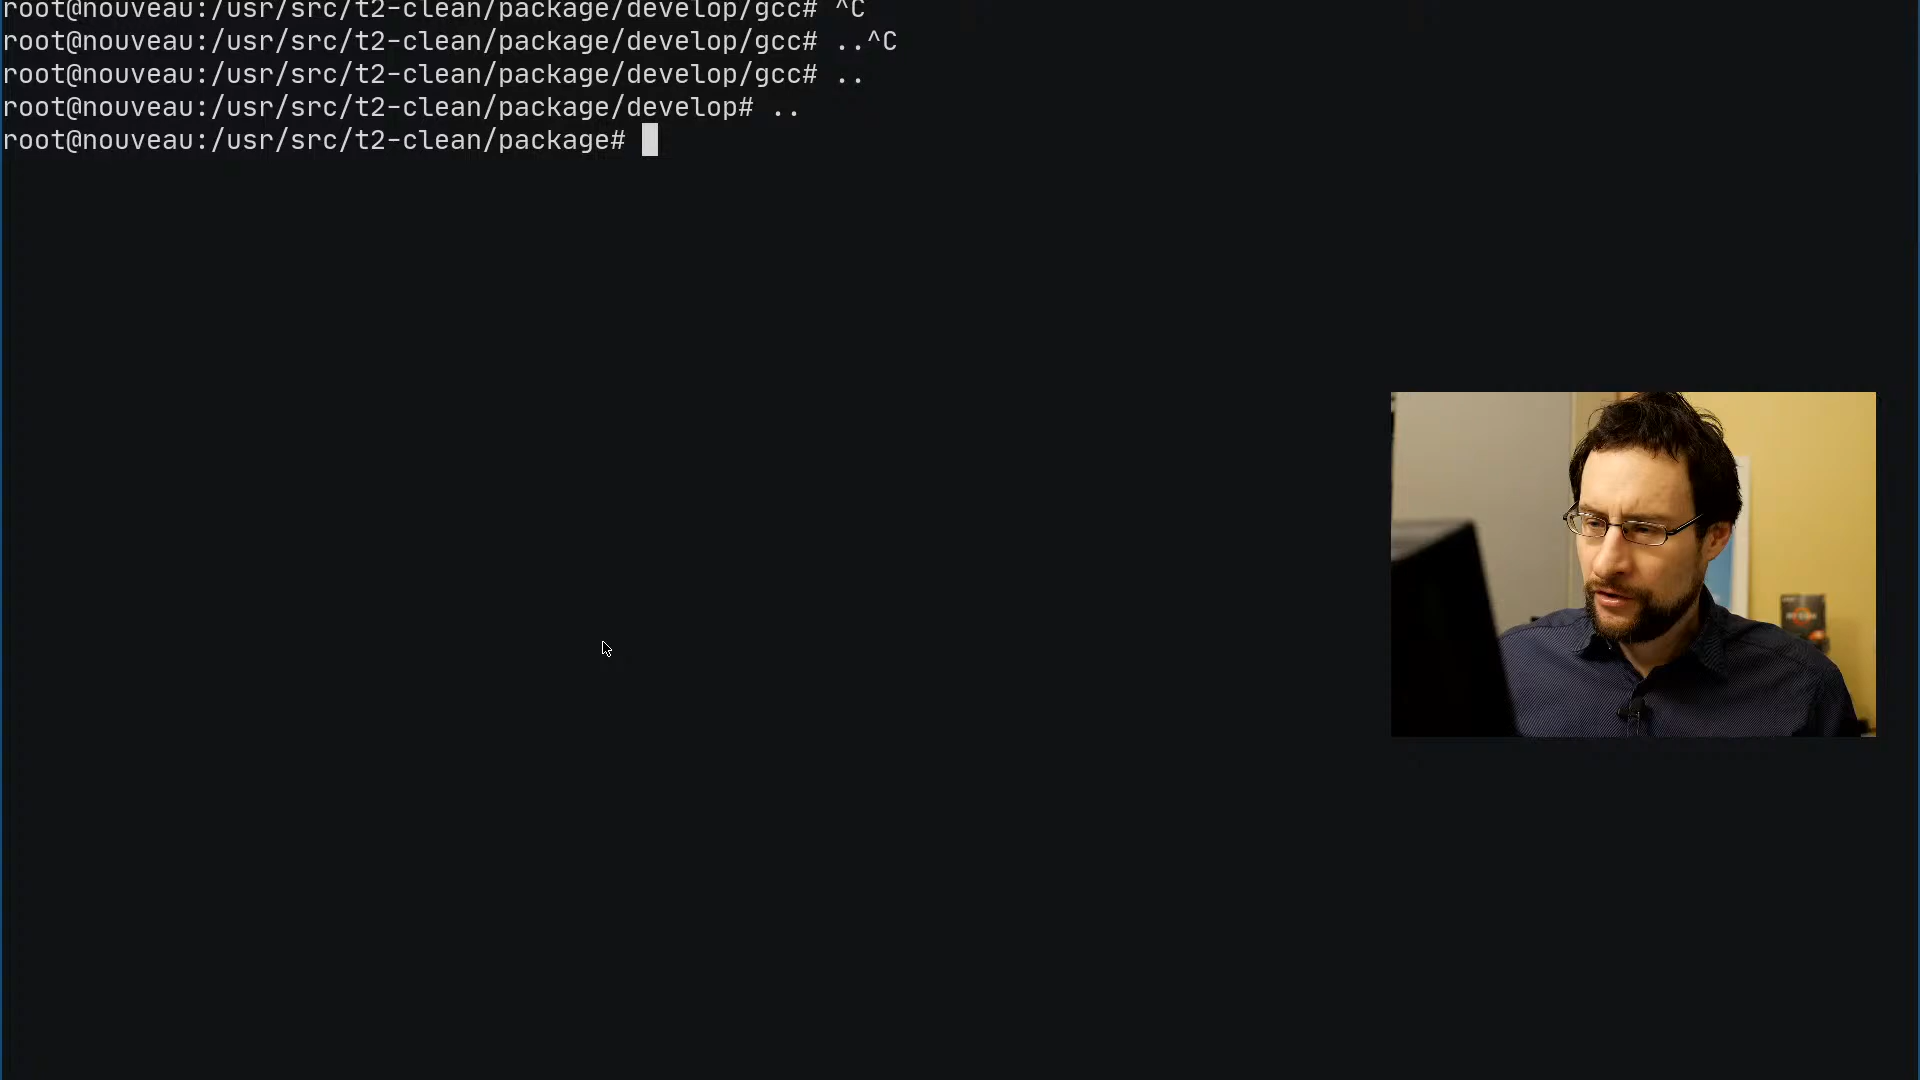 root@nouveau:/usr/src/t2-clean/package/develop/gcc# ^C
root@nouveau:/usr/src/t2-clean/package/develop/gcc# ..^C
root@nouveau:/usr/src/t2-clean/package/develop/gcc# ..
root@nouveau:/usr/src/t2-clean/package/develop# ..
root@nouveau:/usr/src/t2-clean/package#